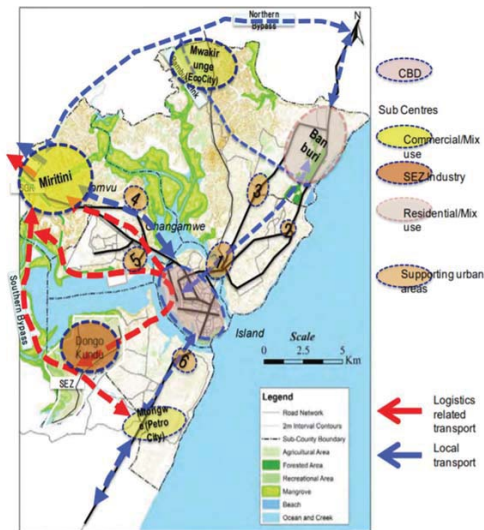 Northern
Bypass
N
Mwakir
unge
(EcoCity)
Ban
buri
Miritini
Changamwe
4
3
2
5
1
6
Island
Southern Bypass
Dongo
Kundu
SEZ
(Petro
City)
Scale
0 2.5 5
Km
Legend
Road Network
2m Interval Contours
Sub-County Boundary
Agricultural Area
Forested Area
Recreational Area
Mangrove
Beach
Ocean and Creek
CBD
Sub Centres
Commercial/Mix
use
SEZ Industry
Residential/Mix
use
Supporting urban
areas
Logistics
related
transport
Local
transport